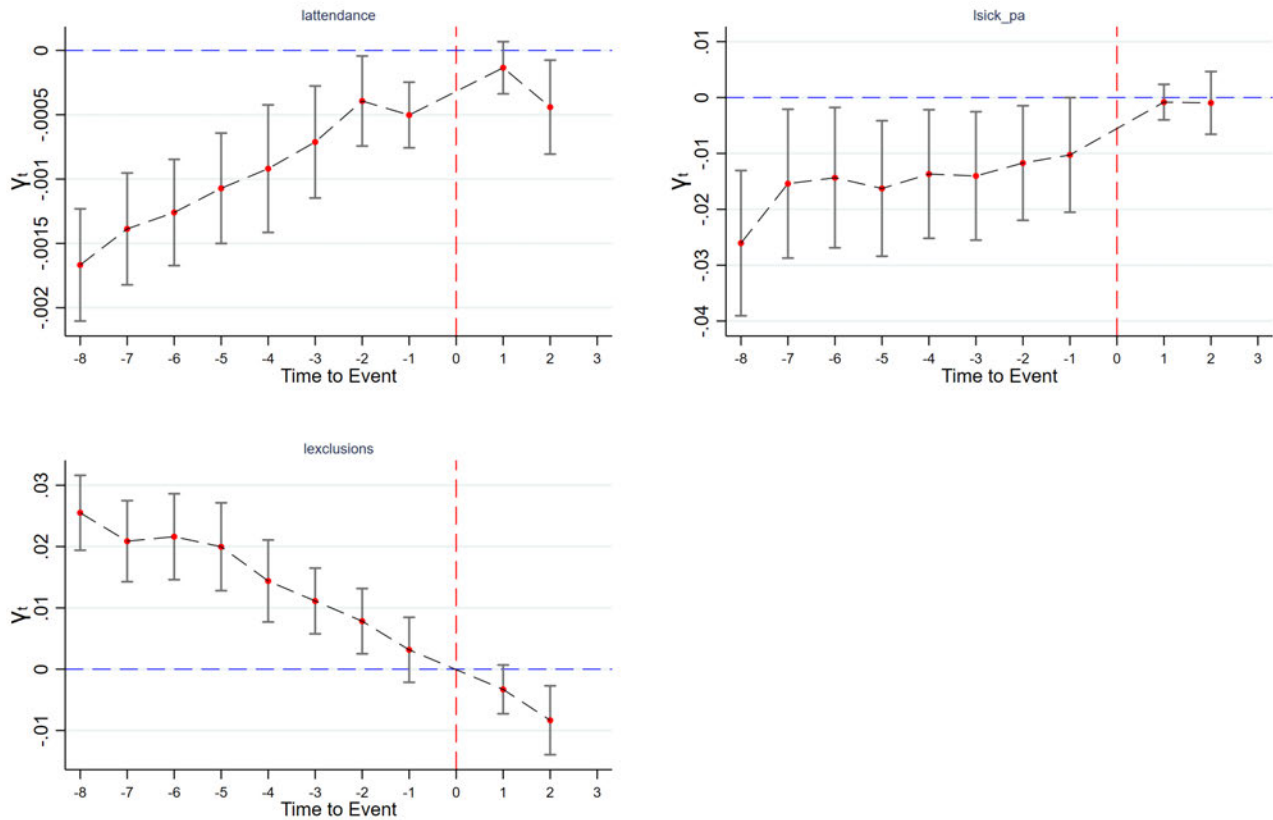 lattendance
0
-.0005
-.001
-.0015
-.002
γt
-8 -7 -6 -5 -4 -3 -2 -1 0 1 2 3
Time to Event
lsick_pa
.01
0
-.01
-.02
-.03
-.04
γt
-8 -7 -6 -5 -4 -3 -2 -1 0 1 2 3
Time to Event
lexclusions
.03
.02
.01
0
-.01
γt
-8 -7 -6 -5 -4 -3 -2 -1 0 1 2 3
Time to Event